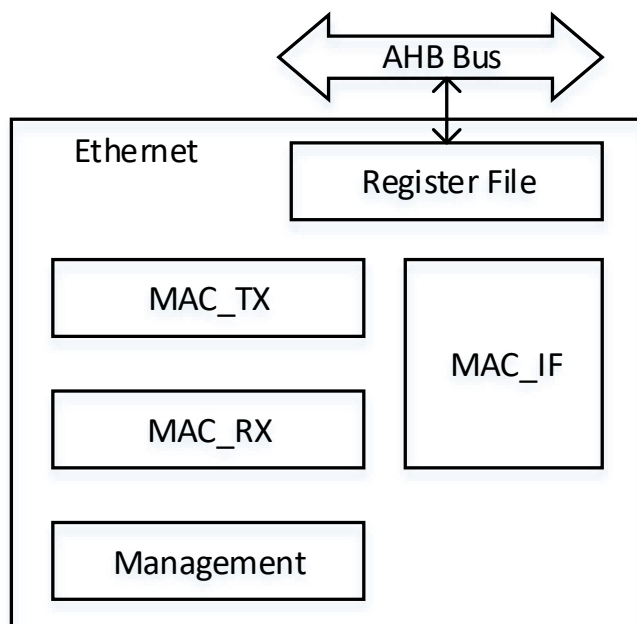 AHB Bus
Ethernet
Register File
MAC_TX
MAC_IF
MAC_RX
Management